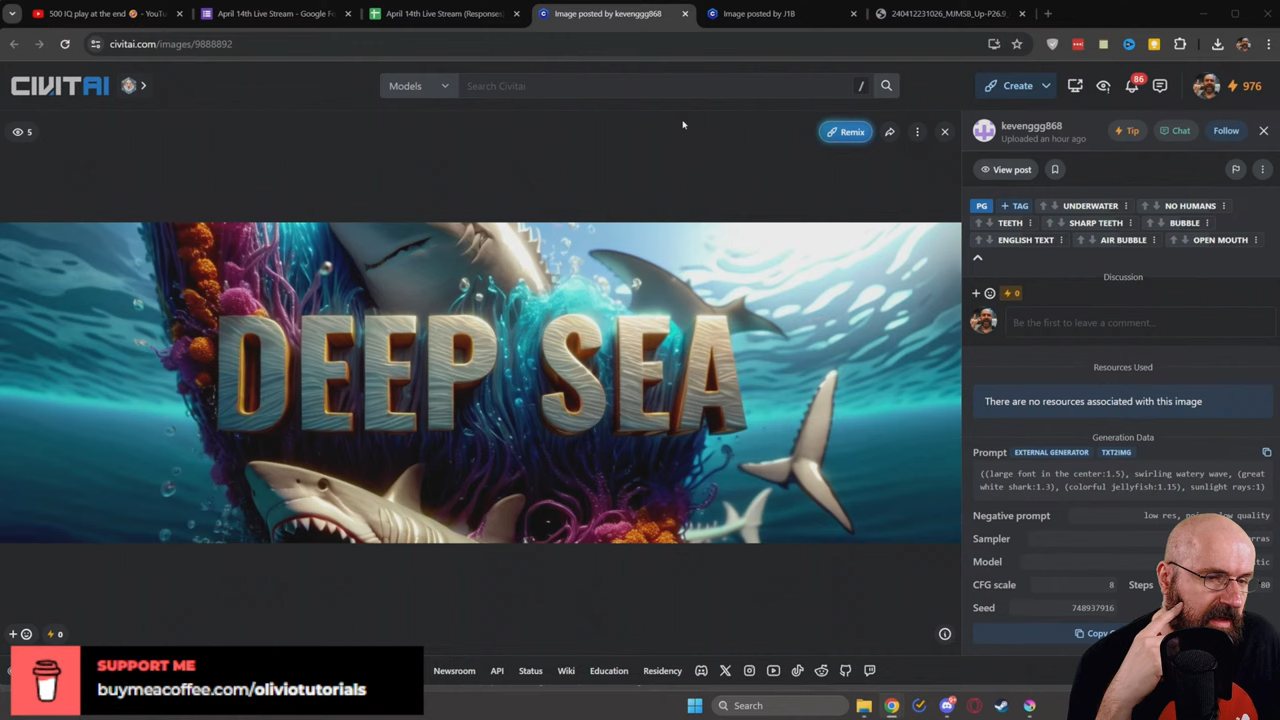 500 IQ play at the end - YouTu
April 14th Live Stream - Google Fo
April 14th Live Stream (Responses)
Image posted by kevenggg868
Image posted by J1B
240412231026_MJMSB_Up-P26.9
civitai.com/images/9888892
CIVITAI
Models
Search Civitai
/
Create
86
976
5
Remix
kevenggg868
Uploaded an hour ago
Tip
Chat
Follow
View post
PG
+ TAG
UNDERWATER
NO HUMANS
TEETH
SHARP TEETH
BUBBLE
ENGLISH TEXT
AIR BUBBLE
OPEN MOUTH
Discussion
0
Be the first to leave a comment...
DEEP SEA
Resources Used
There are no resources associated with this image
Generation Data
Prompt
EXTERNAL GENERATOR
TXT2IMG
((large font in the center:1.5), swirling watery wave, (great
white shark:1.3), (colorful jellyfish:1.15), sunlight rays:1)
Negative prompt
low res,
quality
Sampler
Model
CFG scale
8
Steps
80
Seed
748937916
Copy
0
SUPPORT ME
buymeacoffee.com/oliviotutorials
Newsroom
API
Status
Wiki
Education
Residency
Search